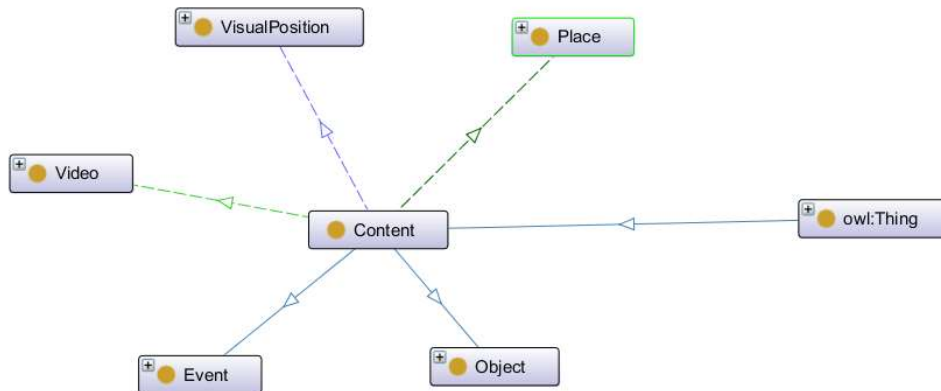 VisualPosition
Place
Video
Content
owl:Thing
Event
Object